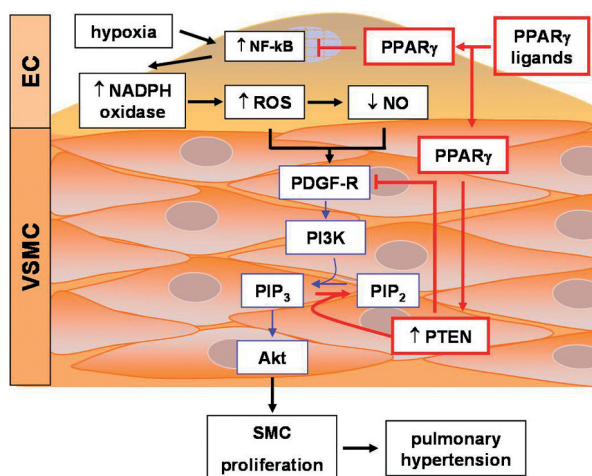 hypoxia
↑ NF-kB
PPARγ
PPARγ
ligands
EC
↑ NADPH
oxidase
↑ ROS
↓ NO
PPARγ
VSMC
PDGF-R
PI3K
PIP3
PIP2
↑ PTEN
Akt
SMC
proliferation
pulmonary
hypertension